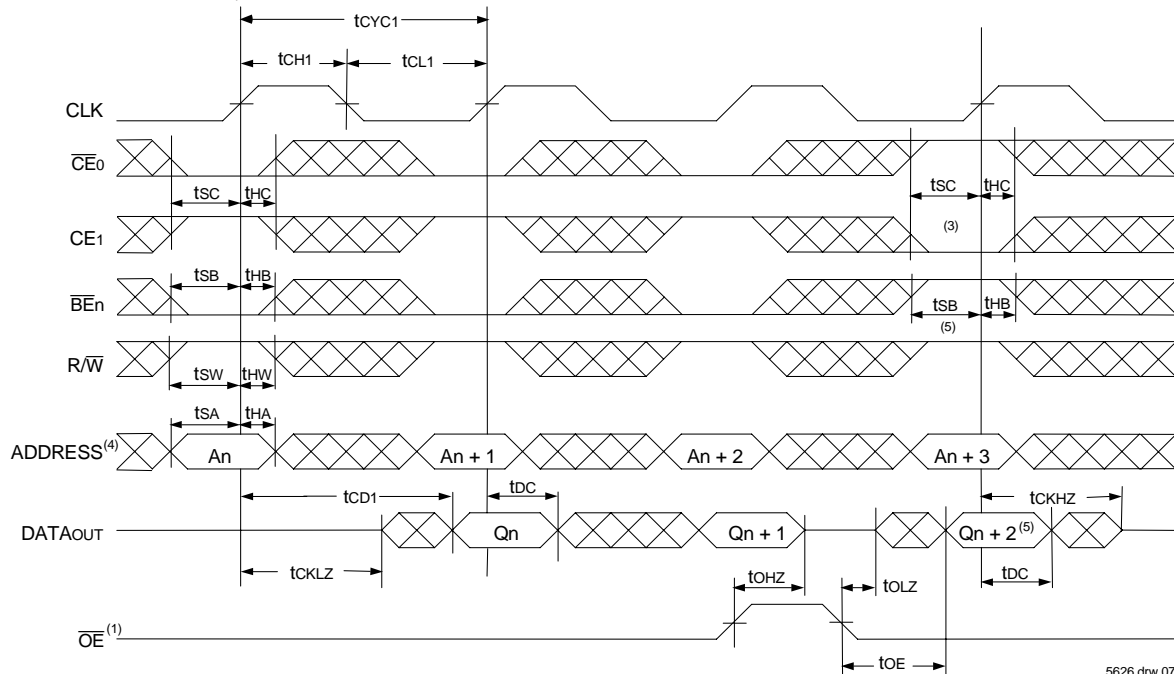 tCYC1
tCH1 tCL1
CLK
CE0
tSC tHC tSC tHC
CE1 (3)
tSB tHB
BEn tSB tHB
(5)
R/W
tSW tHW
tSA tHA
ADDRESS(4) An An + 1 An + 2 An + 3
tCD1 tDC tCKHZ
DATAOUT Qn Qn + 1 Qn + 2(5)
tCKLZ tOHZ tOLZ tDC
OE(1)
tOE
5626 drw 07